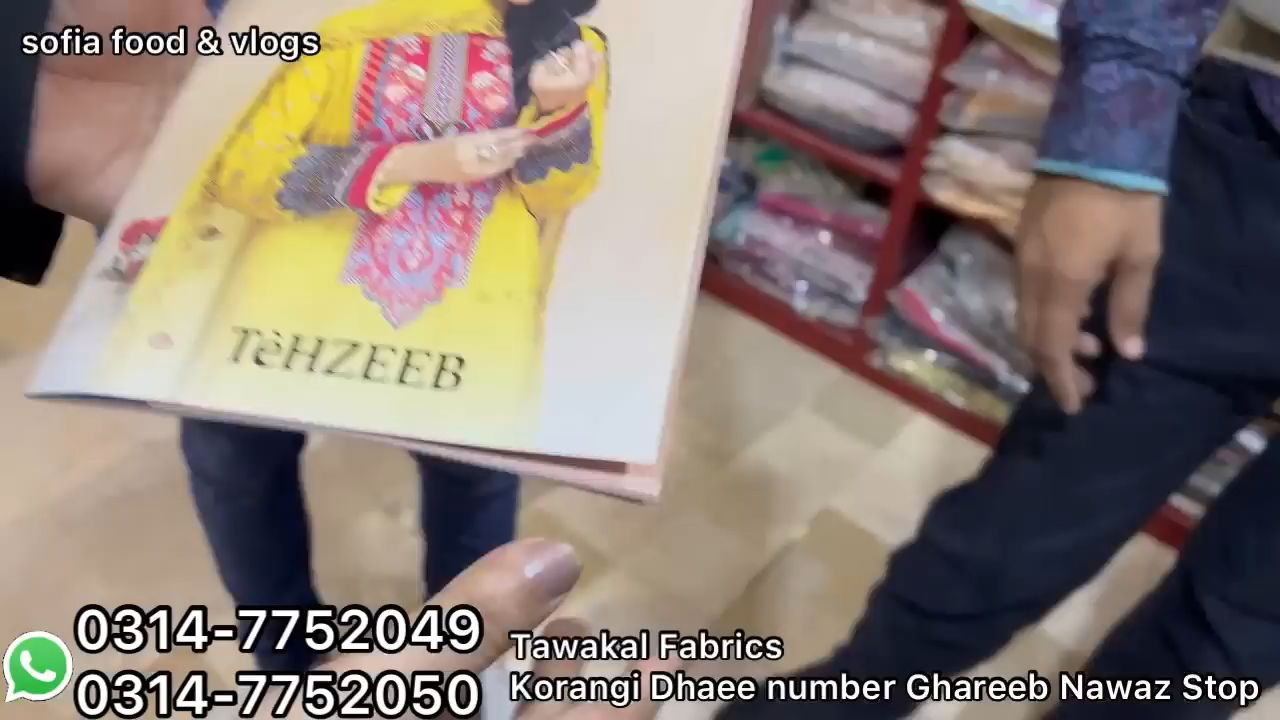 sofia food & vlogs
TèHZEEB
0314-7752049
0314-7752050
Tawakal Fabrics
Korangi Dhaee number Ghareeb Nawaz Stop